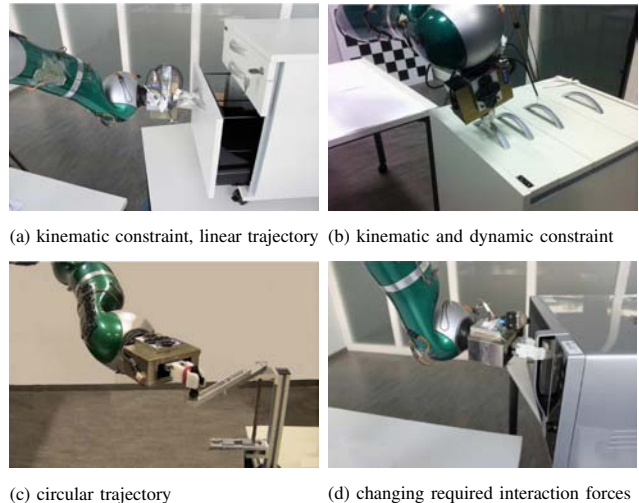 (a) kinematic constraint, linear trajectory
(b) kinematic and dynamic constraint
(c) circular trajectory
(d) changing required interaction forces